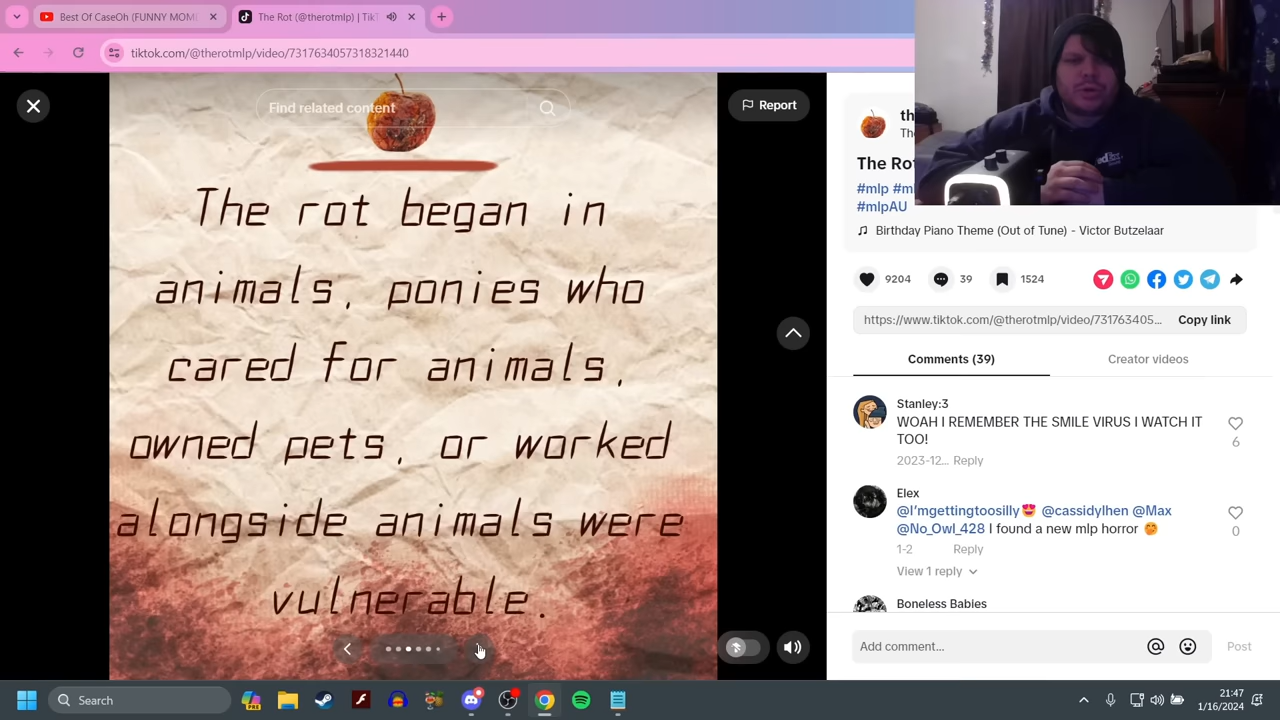 Best Of CaseOh (FUNNY MOM
The Rot (@therotmlp) | Tik
tiktok.com/@therotmlp/video/7317634057318321440
Find related content
Report
The rot began in
animals, ponies who
cared for animals,
owned pets, or worked
alongside animals were
vulnerable.
th
The
The Rot
#mlp #ml
#mlpAU
Birthday Piano Theme (Out of Tune) - Victor Butzelaar
9204
39
1524
https://www.tiktok.com/@therotmlp/video/731763405...
Copy link
Comments (39)
Creator videos
Stanley:3
WOAH I REMEMBER THE SMILE VIRUS I WATCH IT
TOO!
6
2023-12... Reply
Elex
@I'mgettingtoosilly😍 @cassidylhen @Max
@No_Owl_428 I found a new mlp horror 🤭
0
1-2 Reply
View 1 reply
Boneless Babies
Add comment...
Post
Search
21:47
1/16/2024